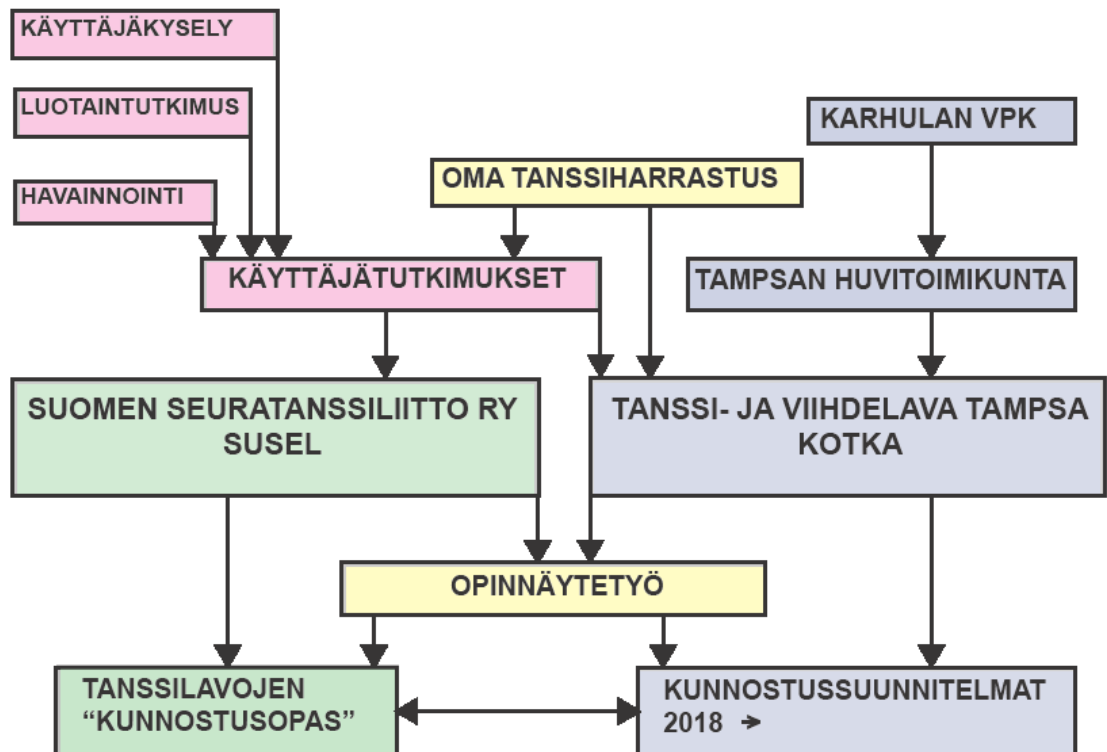 KÄYTTÄJÄKYSELY
LUOTAINTUTKIMUS
KARHULAN VPK
OMA TANSSIHARRASTUS
HAVAINNOINTI
KÄYTTÄJÄTUTKIMUKSET
TAMPSAN HUVITOIMIKUNTA
SUOMEN SEURATANSSILIITTO RY
SUSEL
TANSSI- JA VIIHDELAVA TAMPSA
KOTKA
OPINNÄYTETYÖ
TANSSILAVOJEN
“KUNNOSTUSOPAS”
KUNNOSTUSSUUNNITELMAT
2018 →